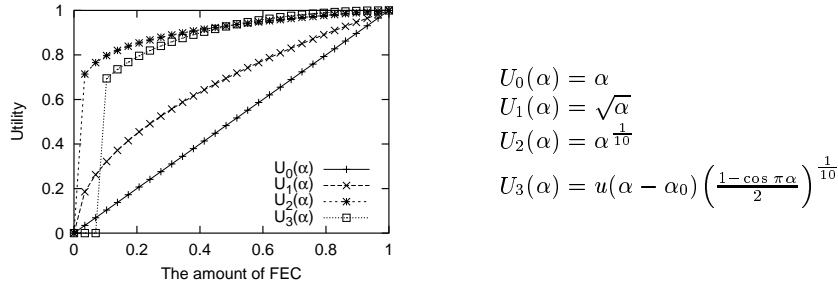 1
0.8
0.6
0.4
0.2
0
Utility
U₀(α)
U₁(α)
U₂(α)
U₃(α)
0 0.2 0.4 0.6 0.8 1
The amount of FEC
U₀(α) = α
U₁(α) = √α
U₂(α) = α^(1/10)
U₃(α) = u(α − α₀) ((1−cos πα)/2)^(1/10)